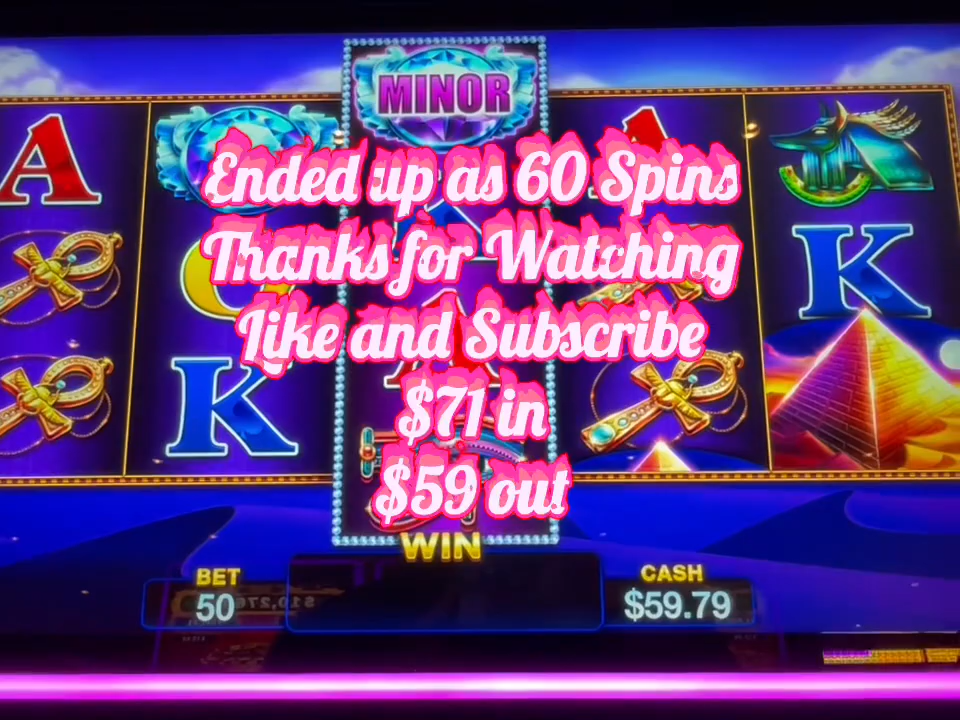 MINOR
A
A
Ended up as 60 Spins
Thanks for Watching
K
Like and Subscribe
K
$71 in
$59 out
WIN
BET
CASH
50
$59.79